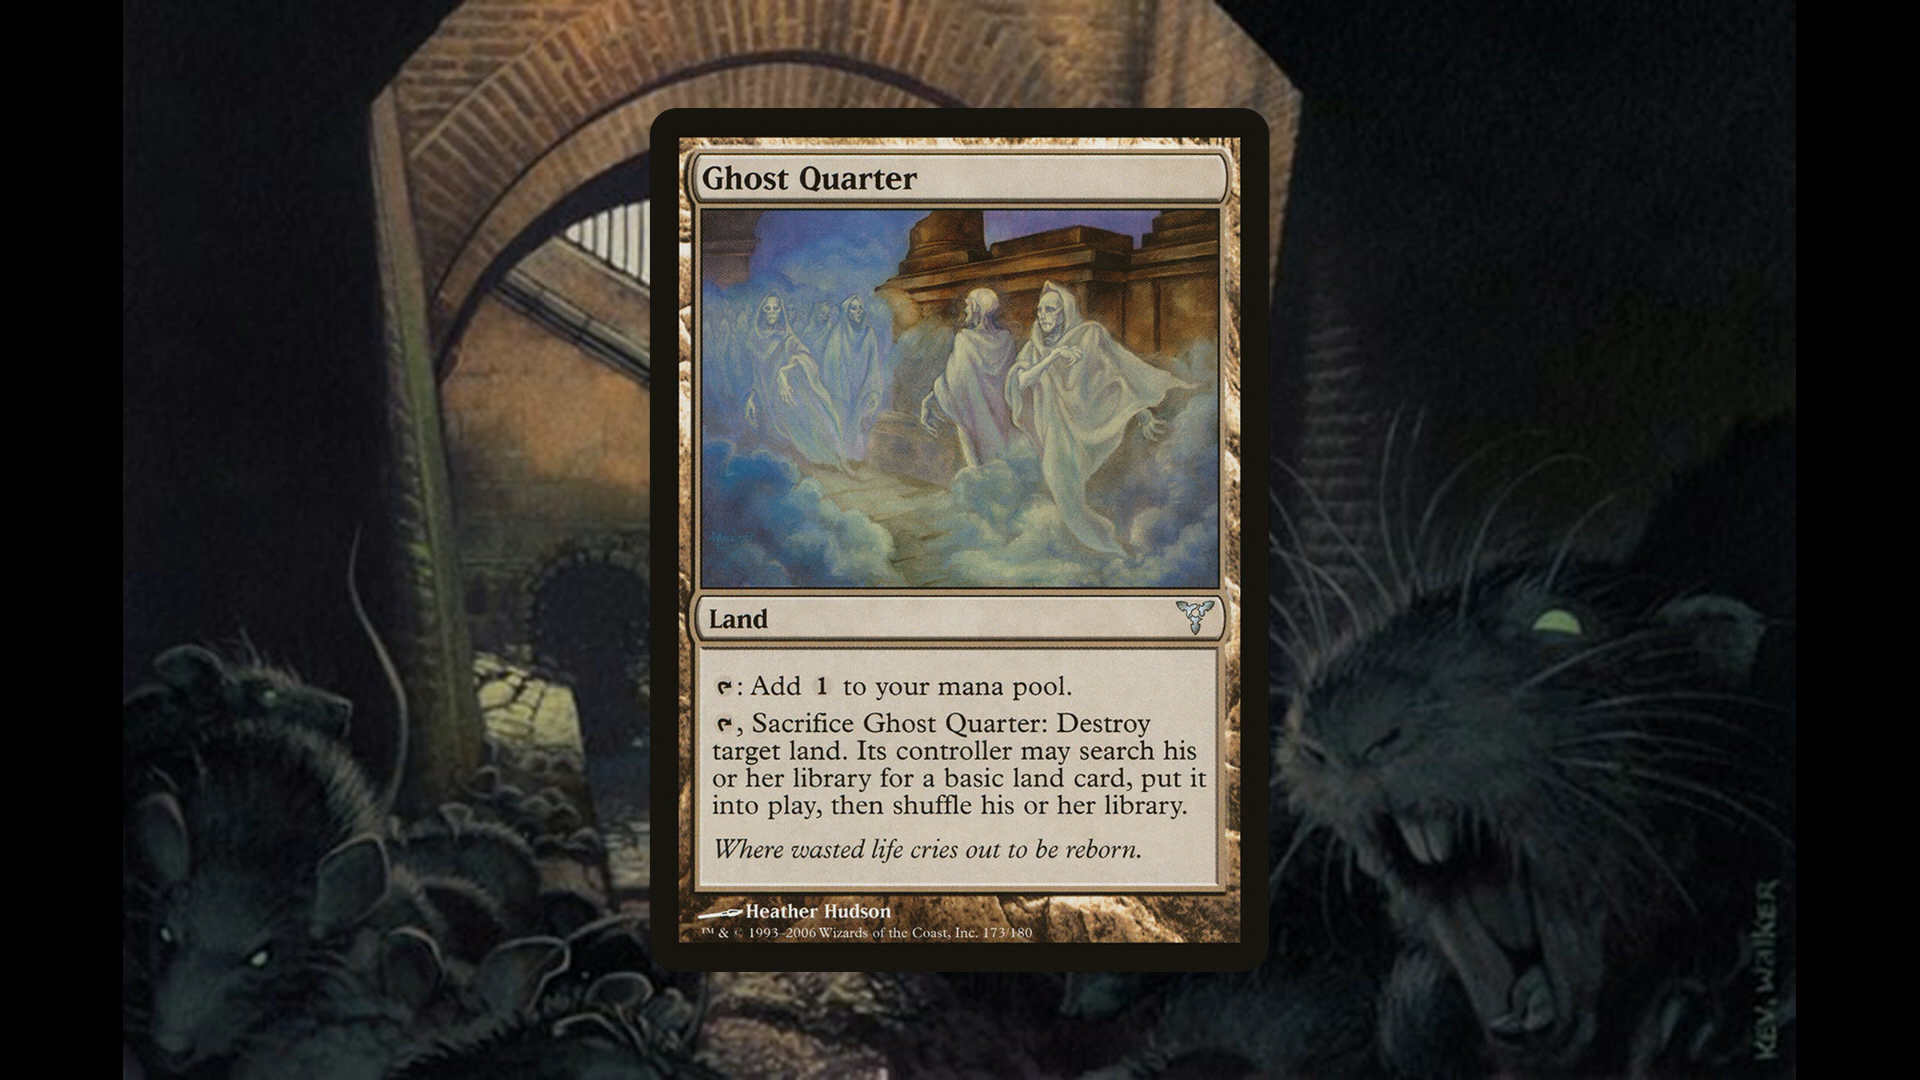 Ghost Quarter
Land
: Add 1 to your mana pool.
, Sacrifice Ghost Quarter: Destroy
target land. Its controller may search his
or her library for a basic land card, put it
into play, then shuffle his or her library.
Where wasted life cries out to be reborn.
Heather Hudson
™ & © 1993–2006 Wizards of the Coast, Inc. 173/180
KEV. WALKER